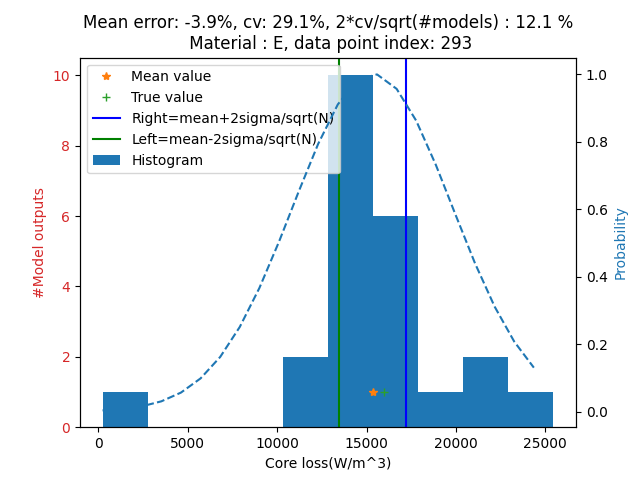 Mean error: -3.9%, cv: 29.1%, 2*cv/sqrt(#models) : 12.1 %
Material : E, data point index: 293
Mean value
True value
Right=mean+2sigma/sqrt(N)
Left=mean-2sigma/sqrt(N)
Histogram
10
8
6
4
2
0
#Model outputs
1.0
0.8
0.6
0.4
0.2
0.0
Probability
0 5000 10000 15000 20000 25000
Core loss(W/m^3)